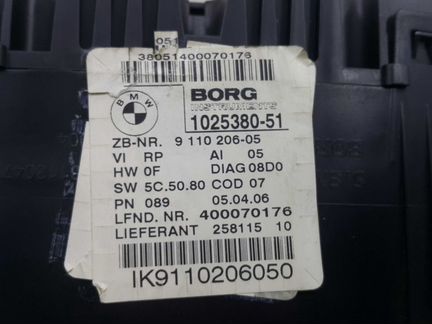 051
38051400070176
BMW
BORG
INSTRUMENTS
1025380-51
ZB-NR. 9 110 206-05
VI RP AI 05
HW 0F DIAG 08D0
SW 5C.50.80 COD 07
PN 089 05.04.06
LFND. NR. 400070176
LIEFERANT 258115 10
IK9110206050